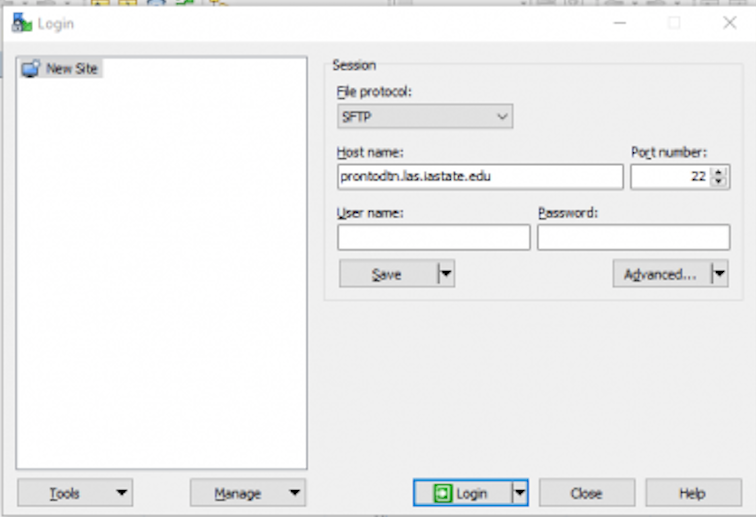 Login
New Site
Session
File protocol:
SFTP
Host name:
Port number:
prontodtn.las.iastate.edu
22
User name:
Password:
Save
Advanced...
Tools
Manage
Login
Close
Help